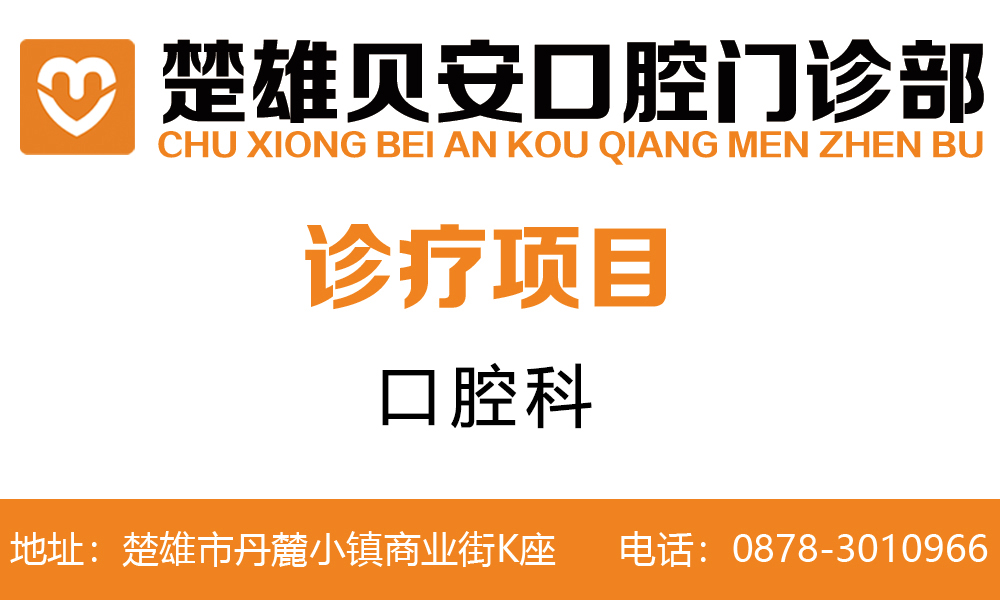 楚雄贝安口腔门诊部
CHU XIONG BEI AN KOU QIANG MEN ZHEN BU
诊疗项目
口腔科
地址：楚雄市丹麓小镇商业街K座 电话：0878-3010966